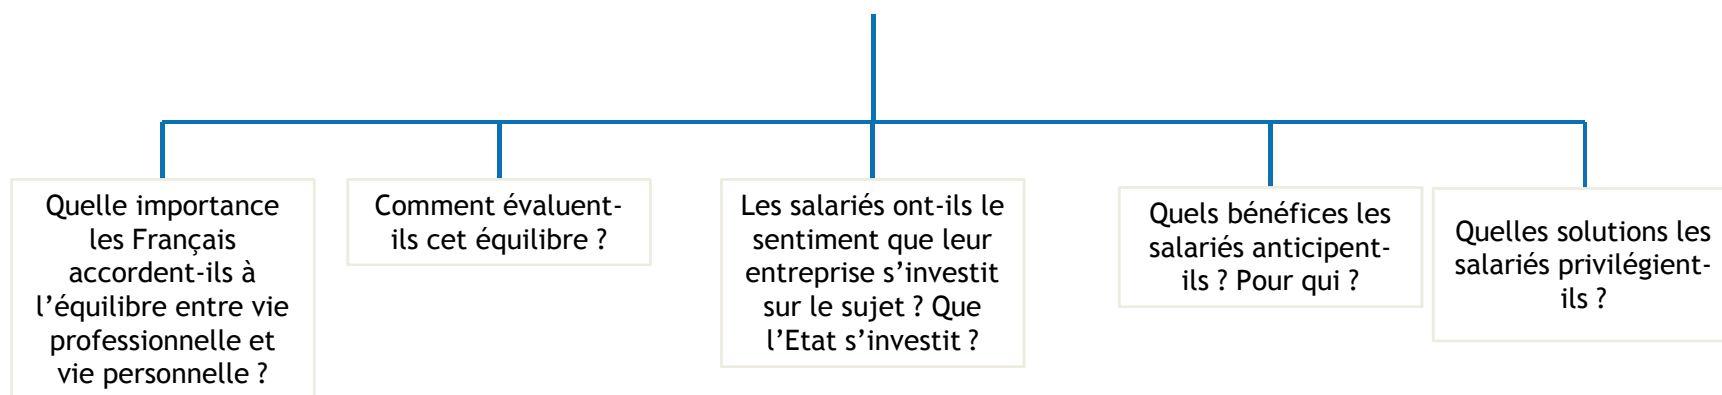 Quelle importance
les Français
accordent-ils à
l’équilibre entre vie
professionnelle et
vie personnelle ?
Comment évaluent-
ils cet équilibre ?
Les salariés ont-ils le
sentiment que leur
entreprise s’investit
sur le sujet ? Que
l’Etat s’investit ?
Quels bénéfices les
salariés anticipent-
ils ? Pour qui ?
Quelles solutions les
salariés privilégient-
ils ?